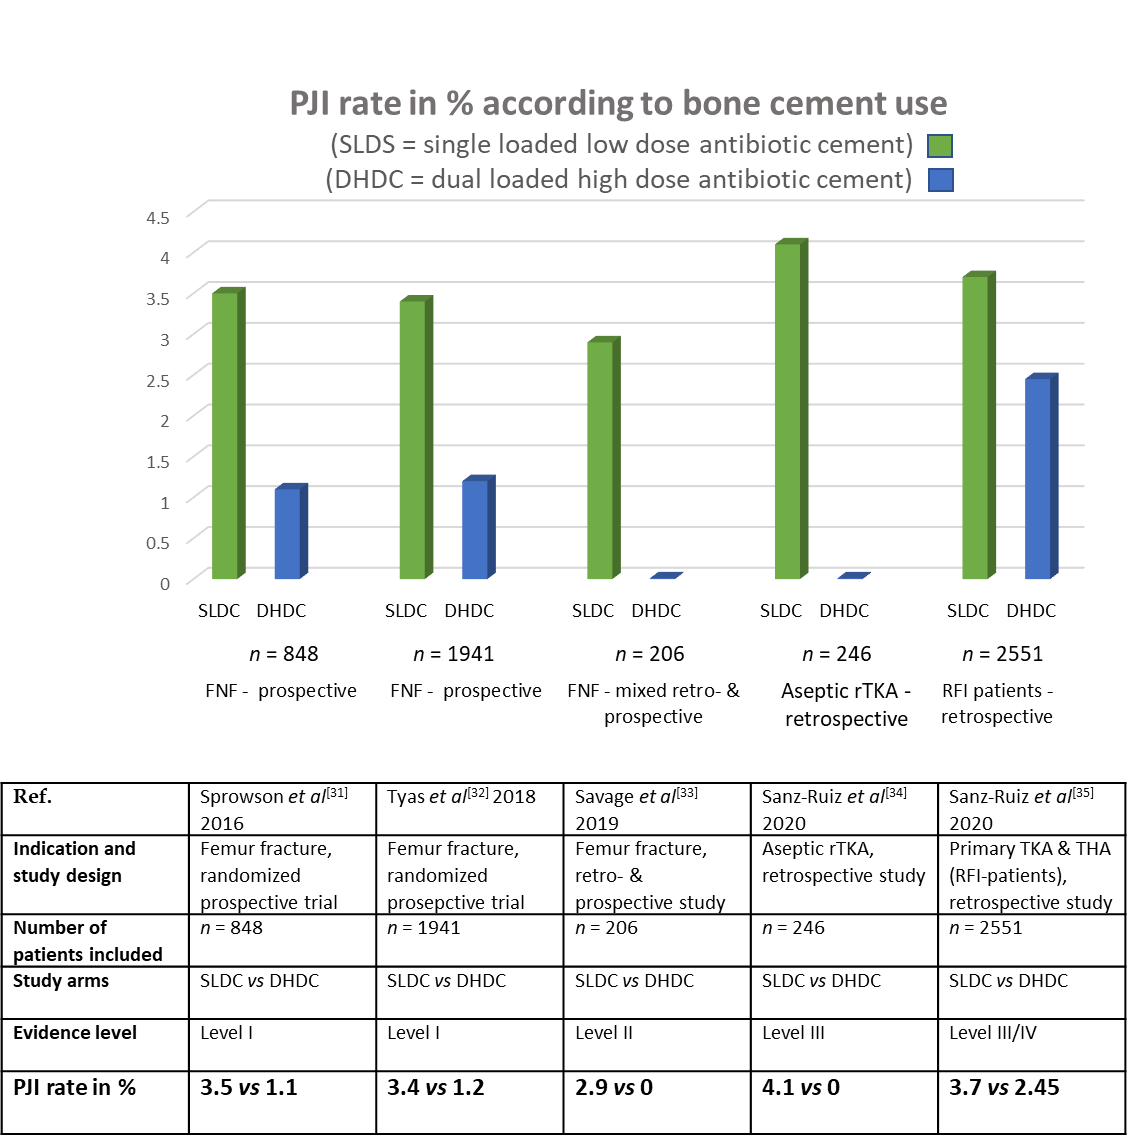 PJI rate in % according to bone cement use
(SLDS = single loaded low dose antibiotic cement)
(DHDC = dual loaded high dose antibiotic cement)
4.5
4
3.5
3
2.5
2
1.5
1
0.5
0
SLDC DHDC SLDC DHDC SLDC DHDC SLDC DHDC SLDC DHDC
n = 848 n = 1941 n = 206 n = 246 n = 2551
FNF - prospective
FNF - prospective
FNF - mixed retro- &
prospective
Aseptic rTKA -
retrospective
RFI patients -
retrospective
Ref.
Sprowson et al[31]
2016
Tyas et al[32] 2018
Savage et al[33]
2019
Sanz-Ruiz et al[34]
2020
Sanz-Ruiz et al[35]
2020
Indication and
study design
Femur fracture,
randomized
prospective trial
Femur fracture,
randomized
prosepctive trial
Femur fracture,
retro- &
prospective study
Aseptic rTKA,
retrospective study
Primary TKA & THA
(RFI-patients),
retrospective study
Number of
patients included
n = 848
n = 1941
n = 206
n = 246
n = 2551
Study arms
SLDC vs DHDC
SLDC vs DHDC
SLDC vs DHDC
SLDC vs DHDC
SLDC vs DHDC
Evidence level
Level I
Level I
Level II
Level III
Level III/IV
PJI rate in %
3.5 vs 1.1
3.4 vs 1.2
2.9 vs 0
4.1 vs 0
3.7 vs 2.45